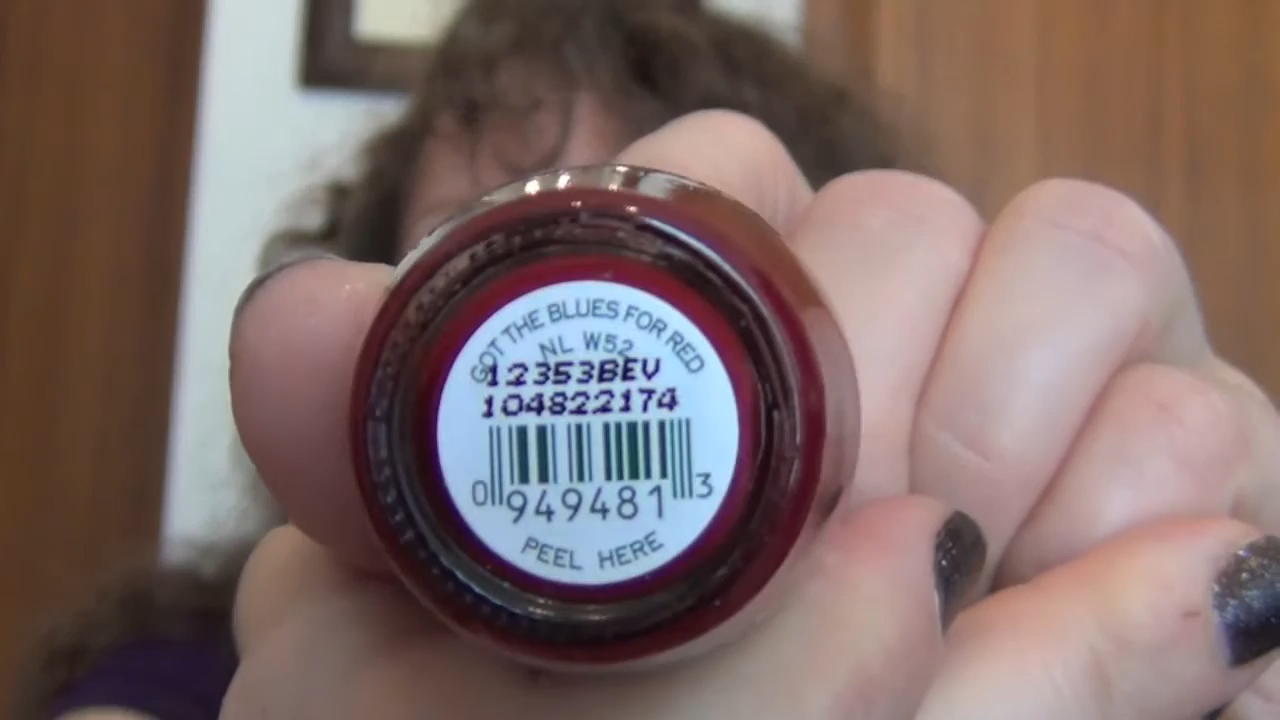 GOT THE BLUES FOR RED
NL W52
12353BEV
104822174
0 949481 3
PEEL HERE